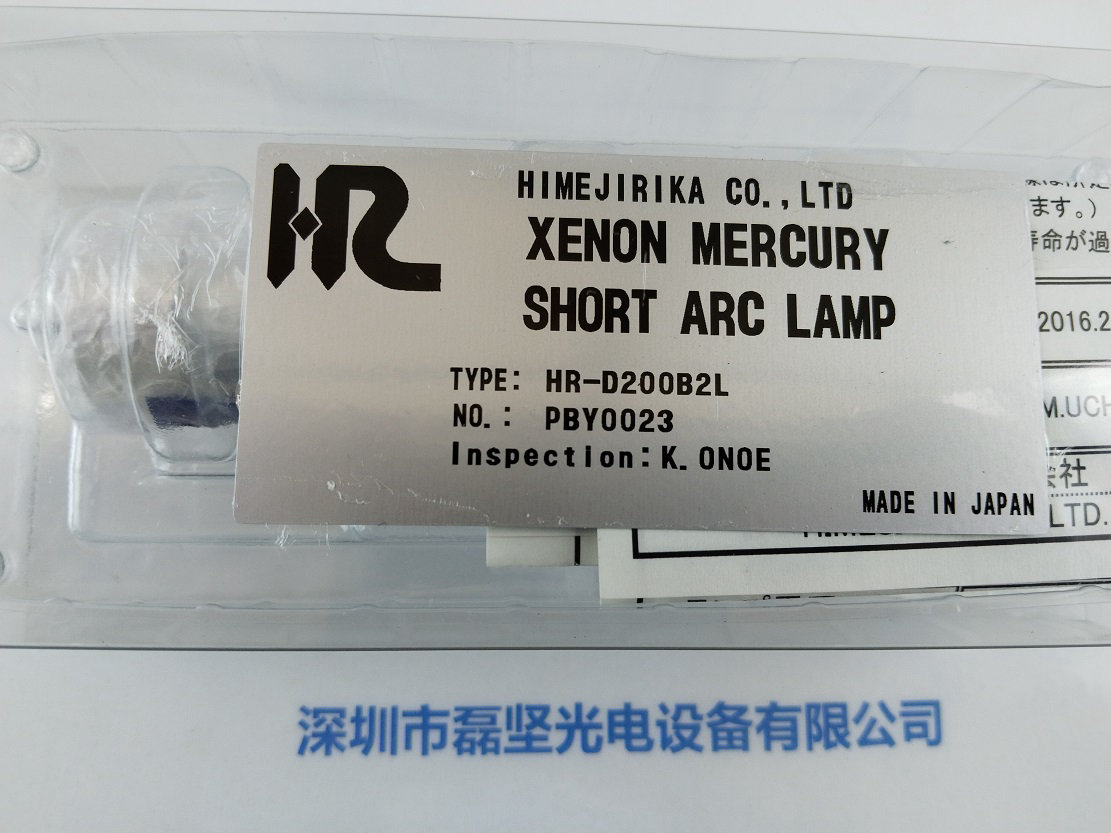 HR
HIMEJIRIKA CO.,LTD
XENON MERCURY
SHORT ARC LAMP
TYPE: HR-D200B2L
NO.: PBY0023
Inspection: K. ONOE
MADE IN JAPAN
ます。)
寿命が過
2016.2
M.UCH
会社
LTD.
深圳市磊坚光电设备有限公司